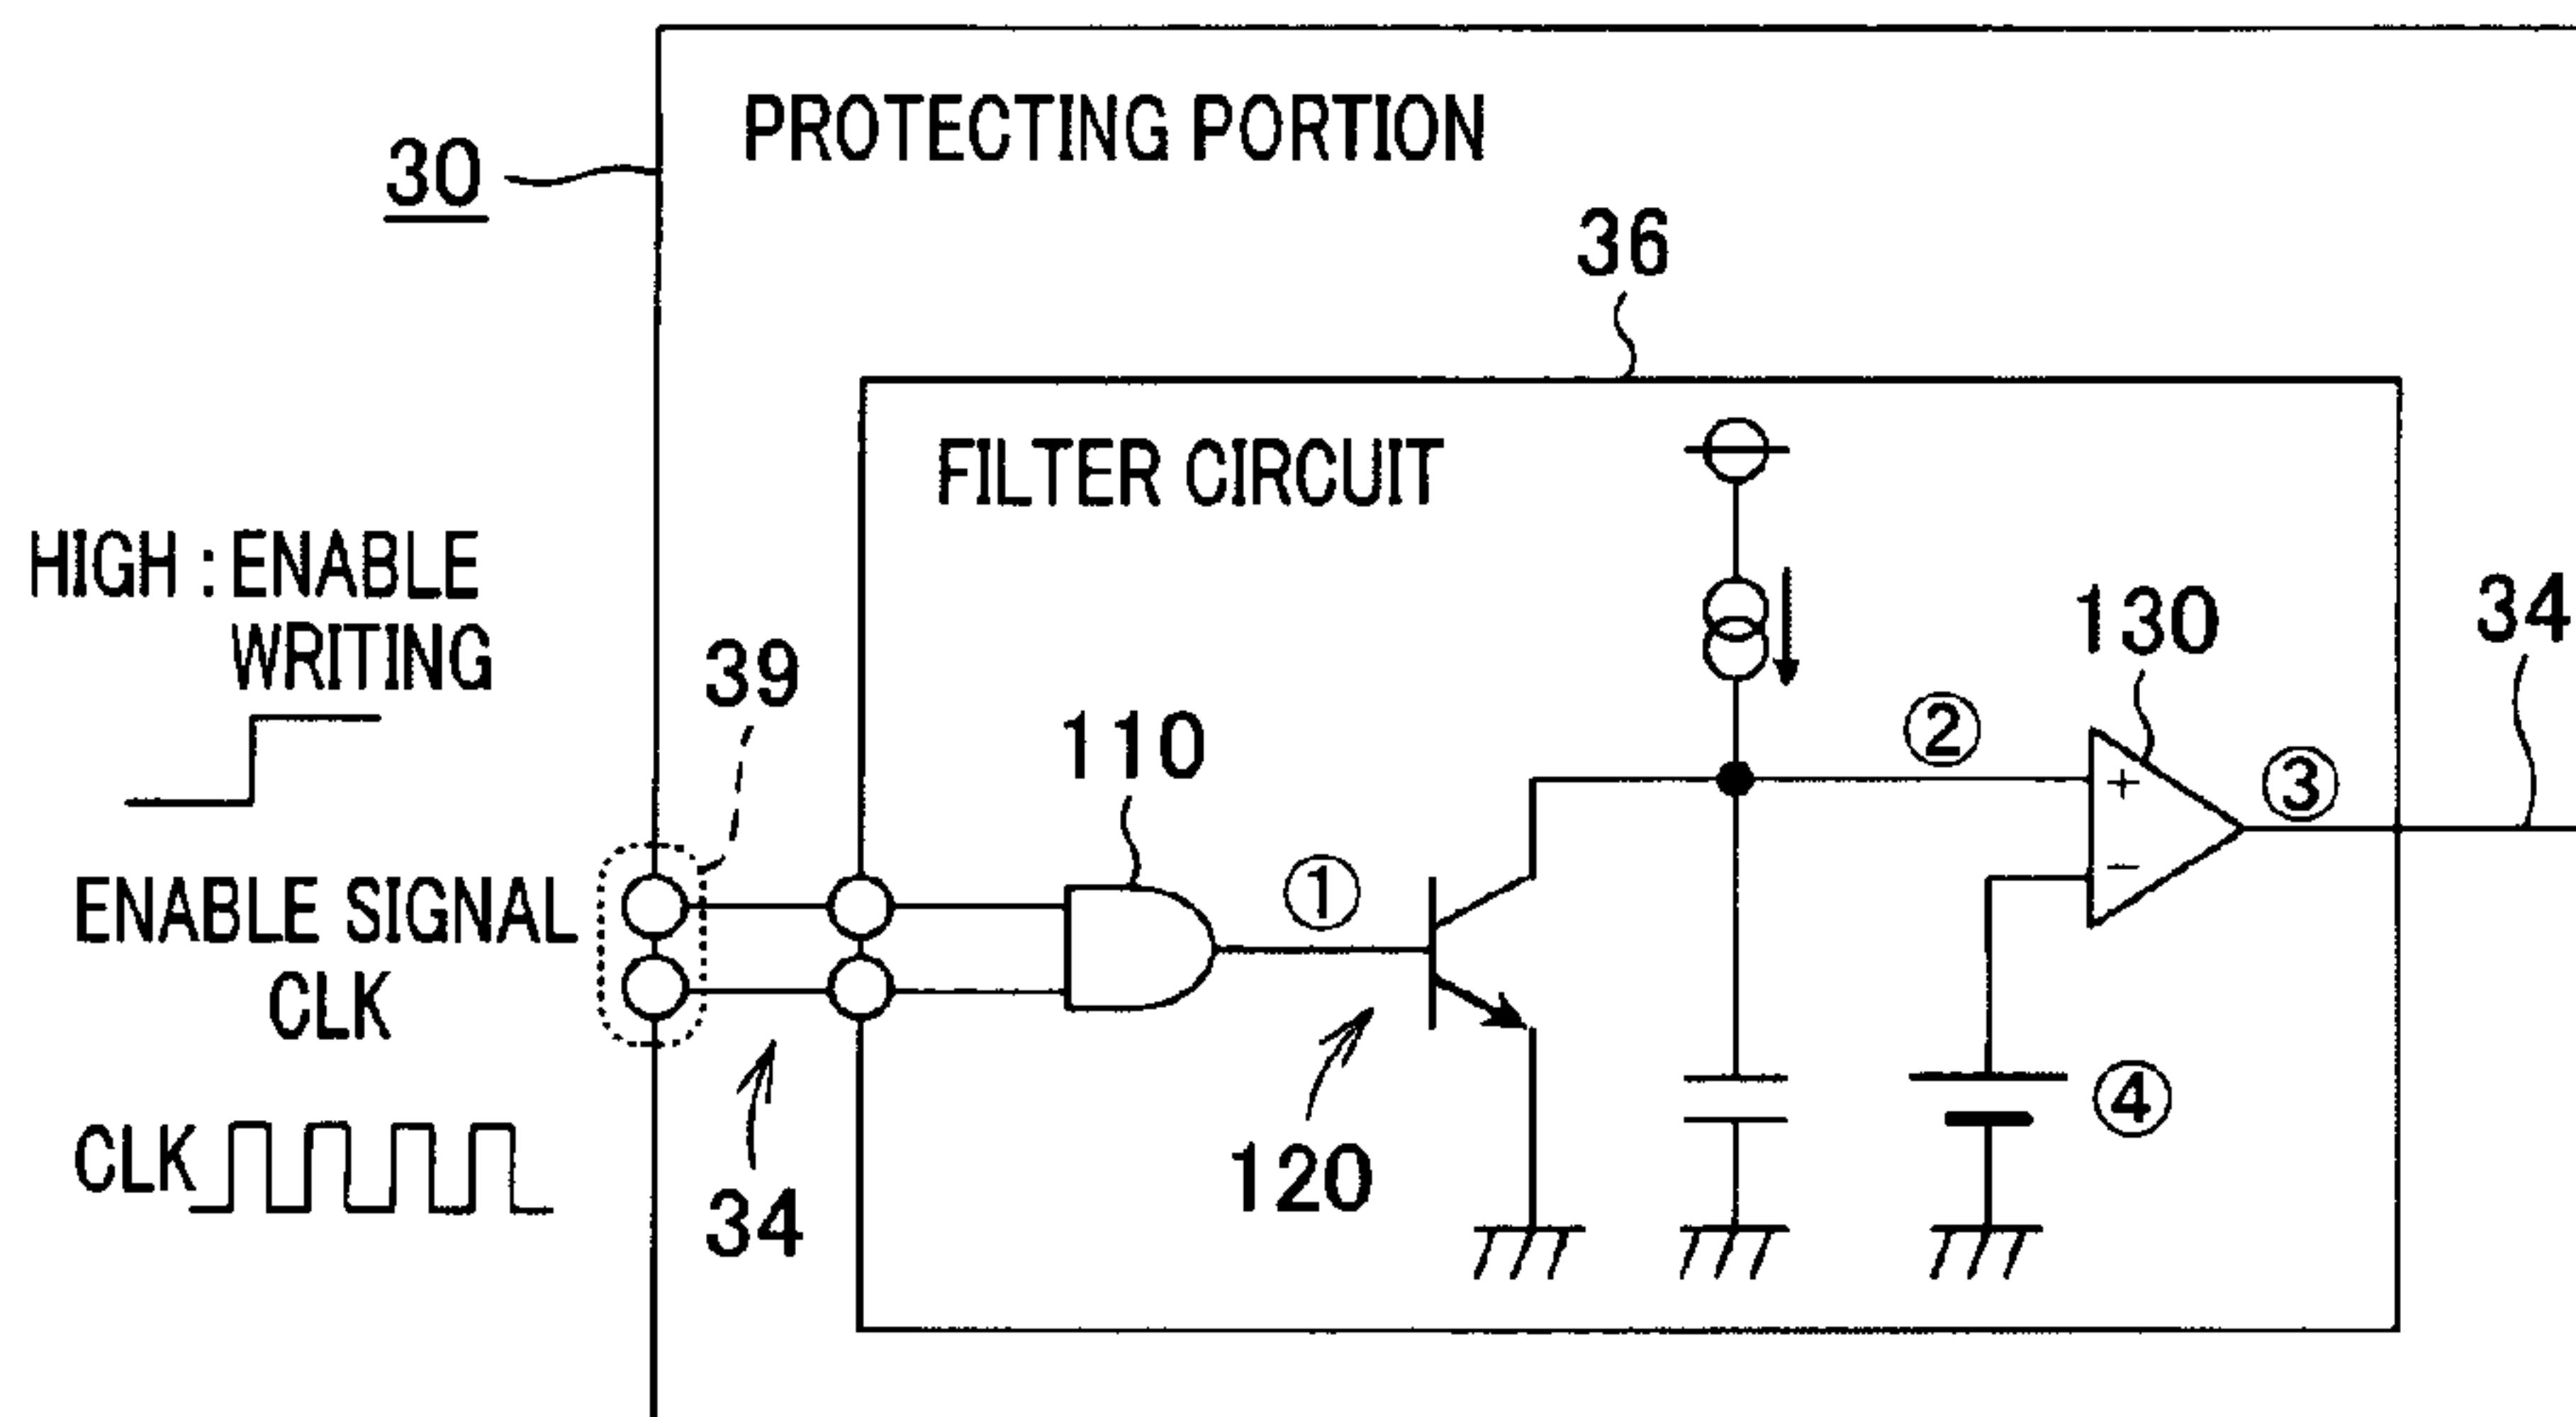 PROTECTING PORTION
30
36
FILTER CIRCUIT
HIGH : ENABLE
WRITING
39
110
130
34
②
③
+
−
①
ENABLE SIGNAL
CLK
④
CLK
34
120